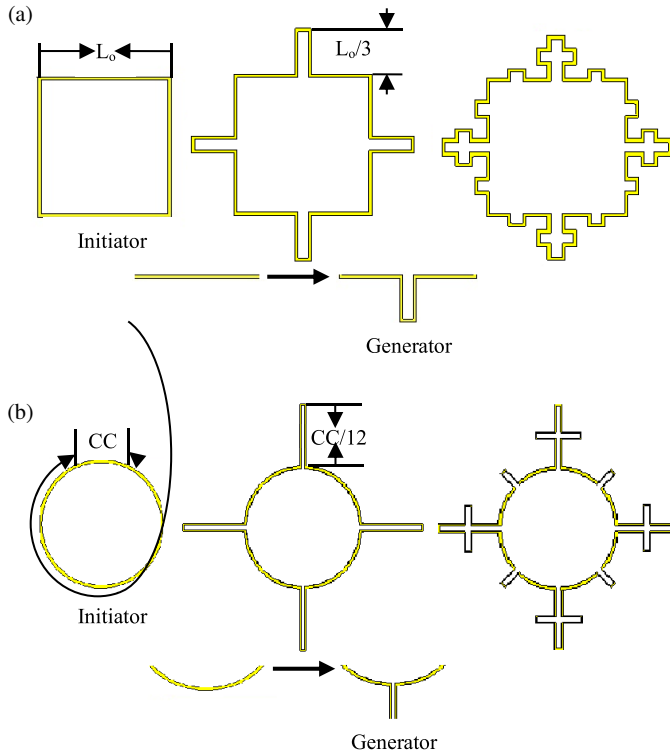 (a)
Lₒ
Lₒ/3
Initiator
Generator
(b)
CC
CC/12
Initiator
Generator